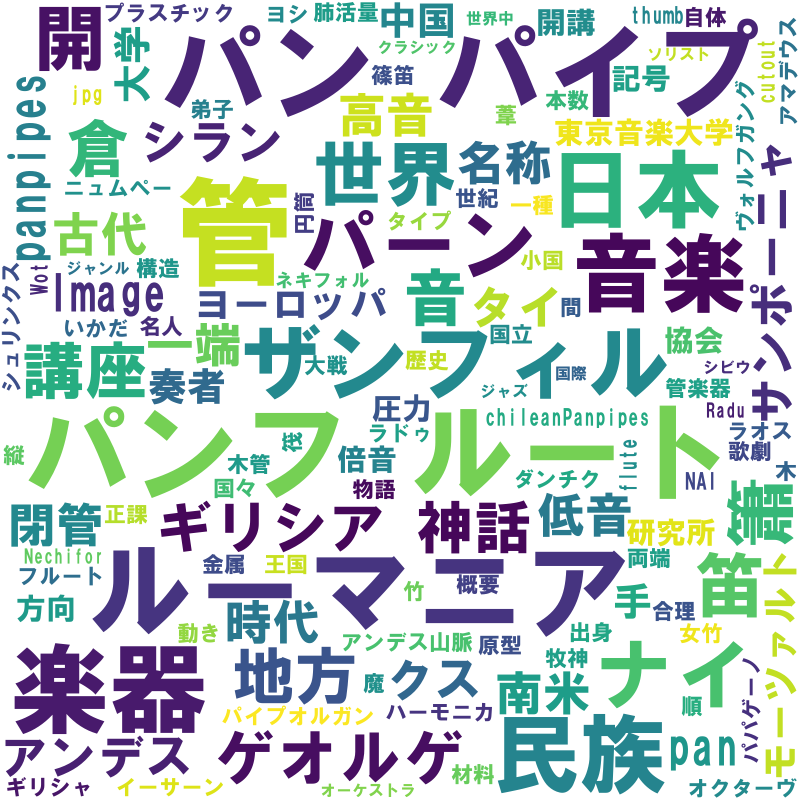 プラスチック
ヨシ
肺活量
中国
開講
thumb
自体
開
大学
パン
パイプ
クラシック
世界中
ソリスト
cutout
アマデウス
jpg
弟子
篠笛
記号
panpipes
倉
シラン
高音
本数
葦
東京音楽大学
ヴォルフガング
ニュムペー
世界
名称
日本
管
円筒
世紀
一種
古代
パーン
タイプ
音楽
サンポーニャ
シュリンクス
Wot
ジャンル
構造
小国
Image
ネキフォル
音
タイ
間
ヨーロッパ
いかだ
名人
一端
ザンフィル
国立
協会
講座
奏者
大戦
歴史
国際
シビウ
圧力
ジャズ
管楽器
パンフルート
chileanPanpipes
Radu
ラオス
筏
ラドゥ
flute
歌劇
縦
木管
倍音
ダンチク
木
国々
物語
NAI
簫
閉管
正課
ギリシア
神話
低音
研究所
Nechifor
両端
笛
フルート
金属
王国
ルーマニア
概要
モーツァルト
方向
竹
手
合理
動き
時代
アンデス山脈
原型
出身
女竹
楽器
地方
魔
クス
牧神
ナイ
パパゲーノ
南米
順
パイプオルガン
ハーモニカ
民族
pan
アンデス
ゲオルゲ
材料
ギリシャ
イーサーン
オーケストラ
オクターヴ